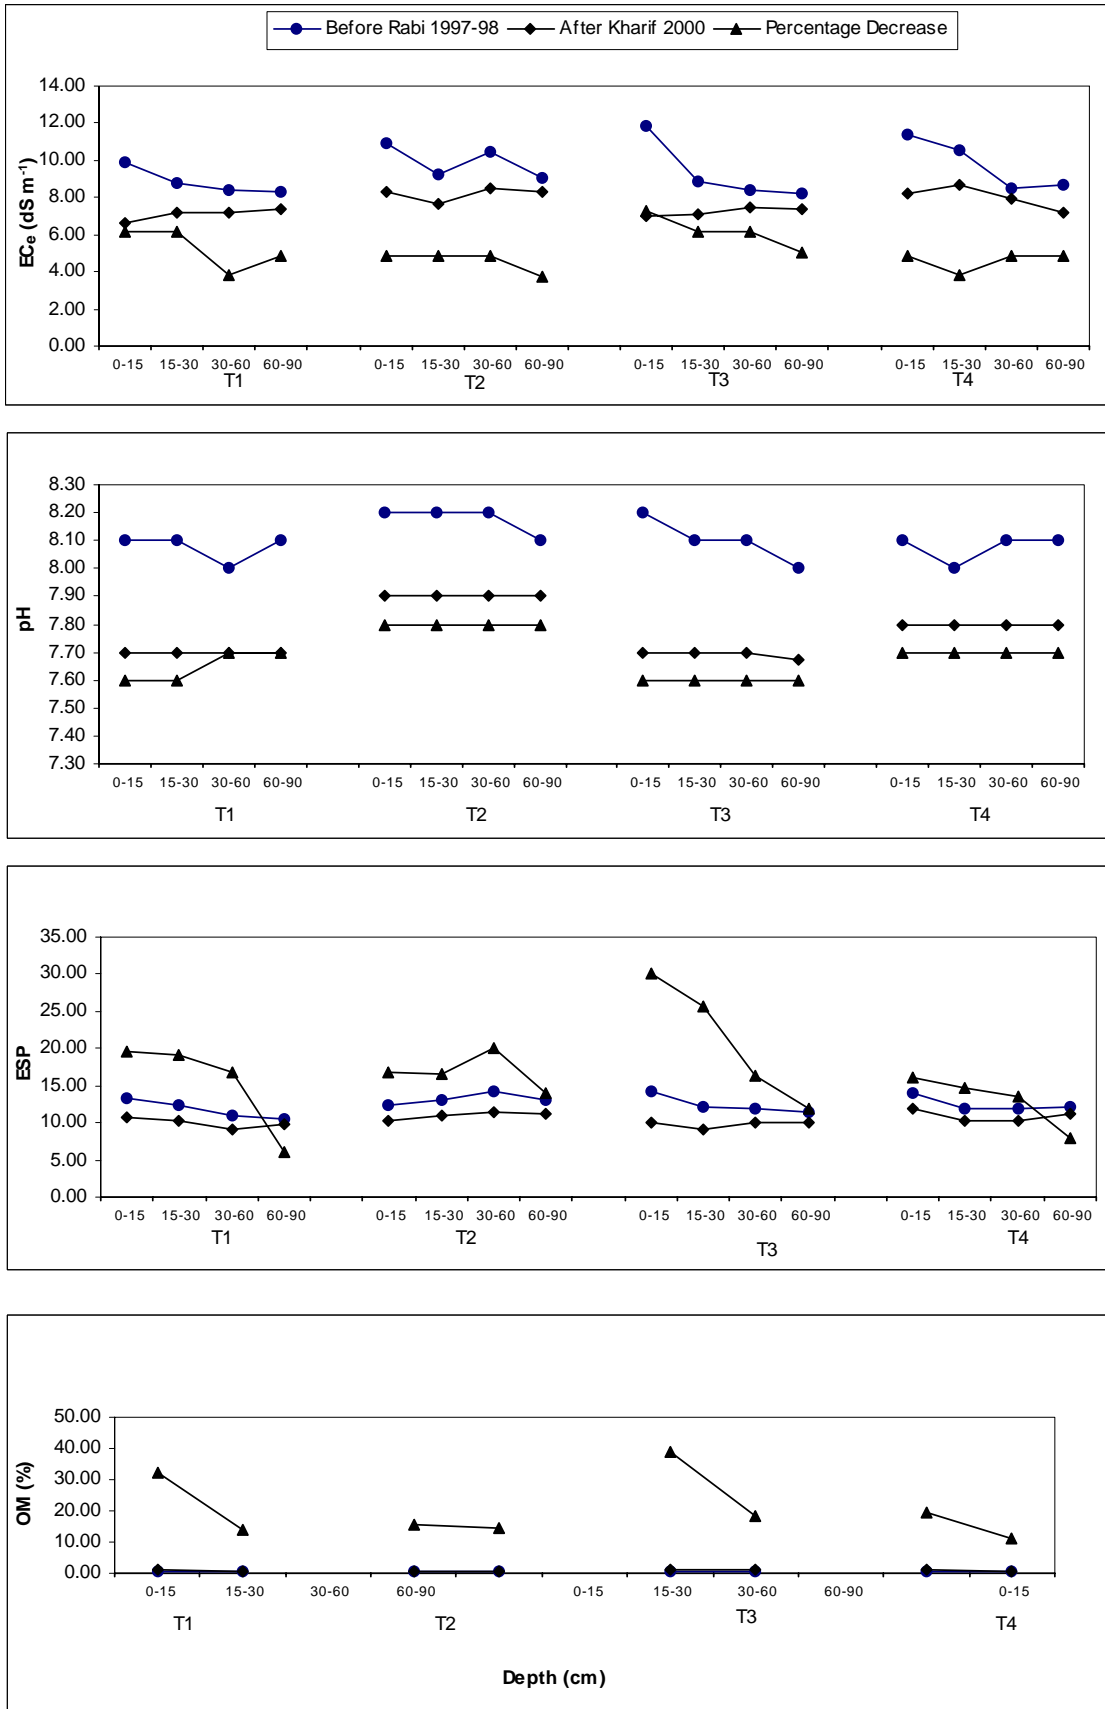 Before Rabi 1997-98 After Kharif 2000 Percentage Decrease
14.00
12.00
10.00
8.00
6.00
4.00
2.00
0.00
ECe (dS m-1)
0-15 15-30 30-60 60-90 0-15 15-30 30-60 60-90 0-15 15-30 30-60 60-90 0-15 15-30 30-60 60-90
T1 T2 T3 T4
8.30
8.20
8.10
8.00
7.90
7.80
7.70
7.60
7.50
7.40
7.30
pH
0-15 15-30 30-60 60-90 0-15 15-30 30-60 60-90 0-15 15-30 30-60 60-90 0-15 15-30 30-60 60-90
T1 T2 T3 T4
35.00
30.00
25.00
20.00
15.00
10.00
5.00
0.00
ESP
0-15 15-30 30-60 60-90 0-15 15-30 30-60 60-90 0-15 15-30 30-60 60-90 0-15 15-30 30-60 60-90
T1 T2 T3 T4
50.00
40.00
30.00
20.00
10.00
0.00
OM (%)
0-15 15-30 30-60 60-90 0-15 15-30 30-60 60-90 0-15
T1 T2 T3 T4
Depth (cm)